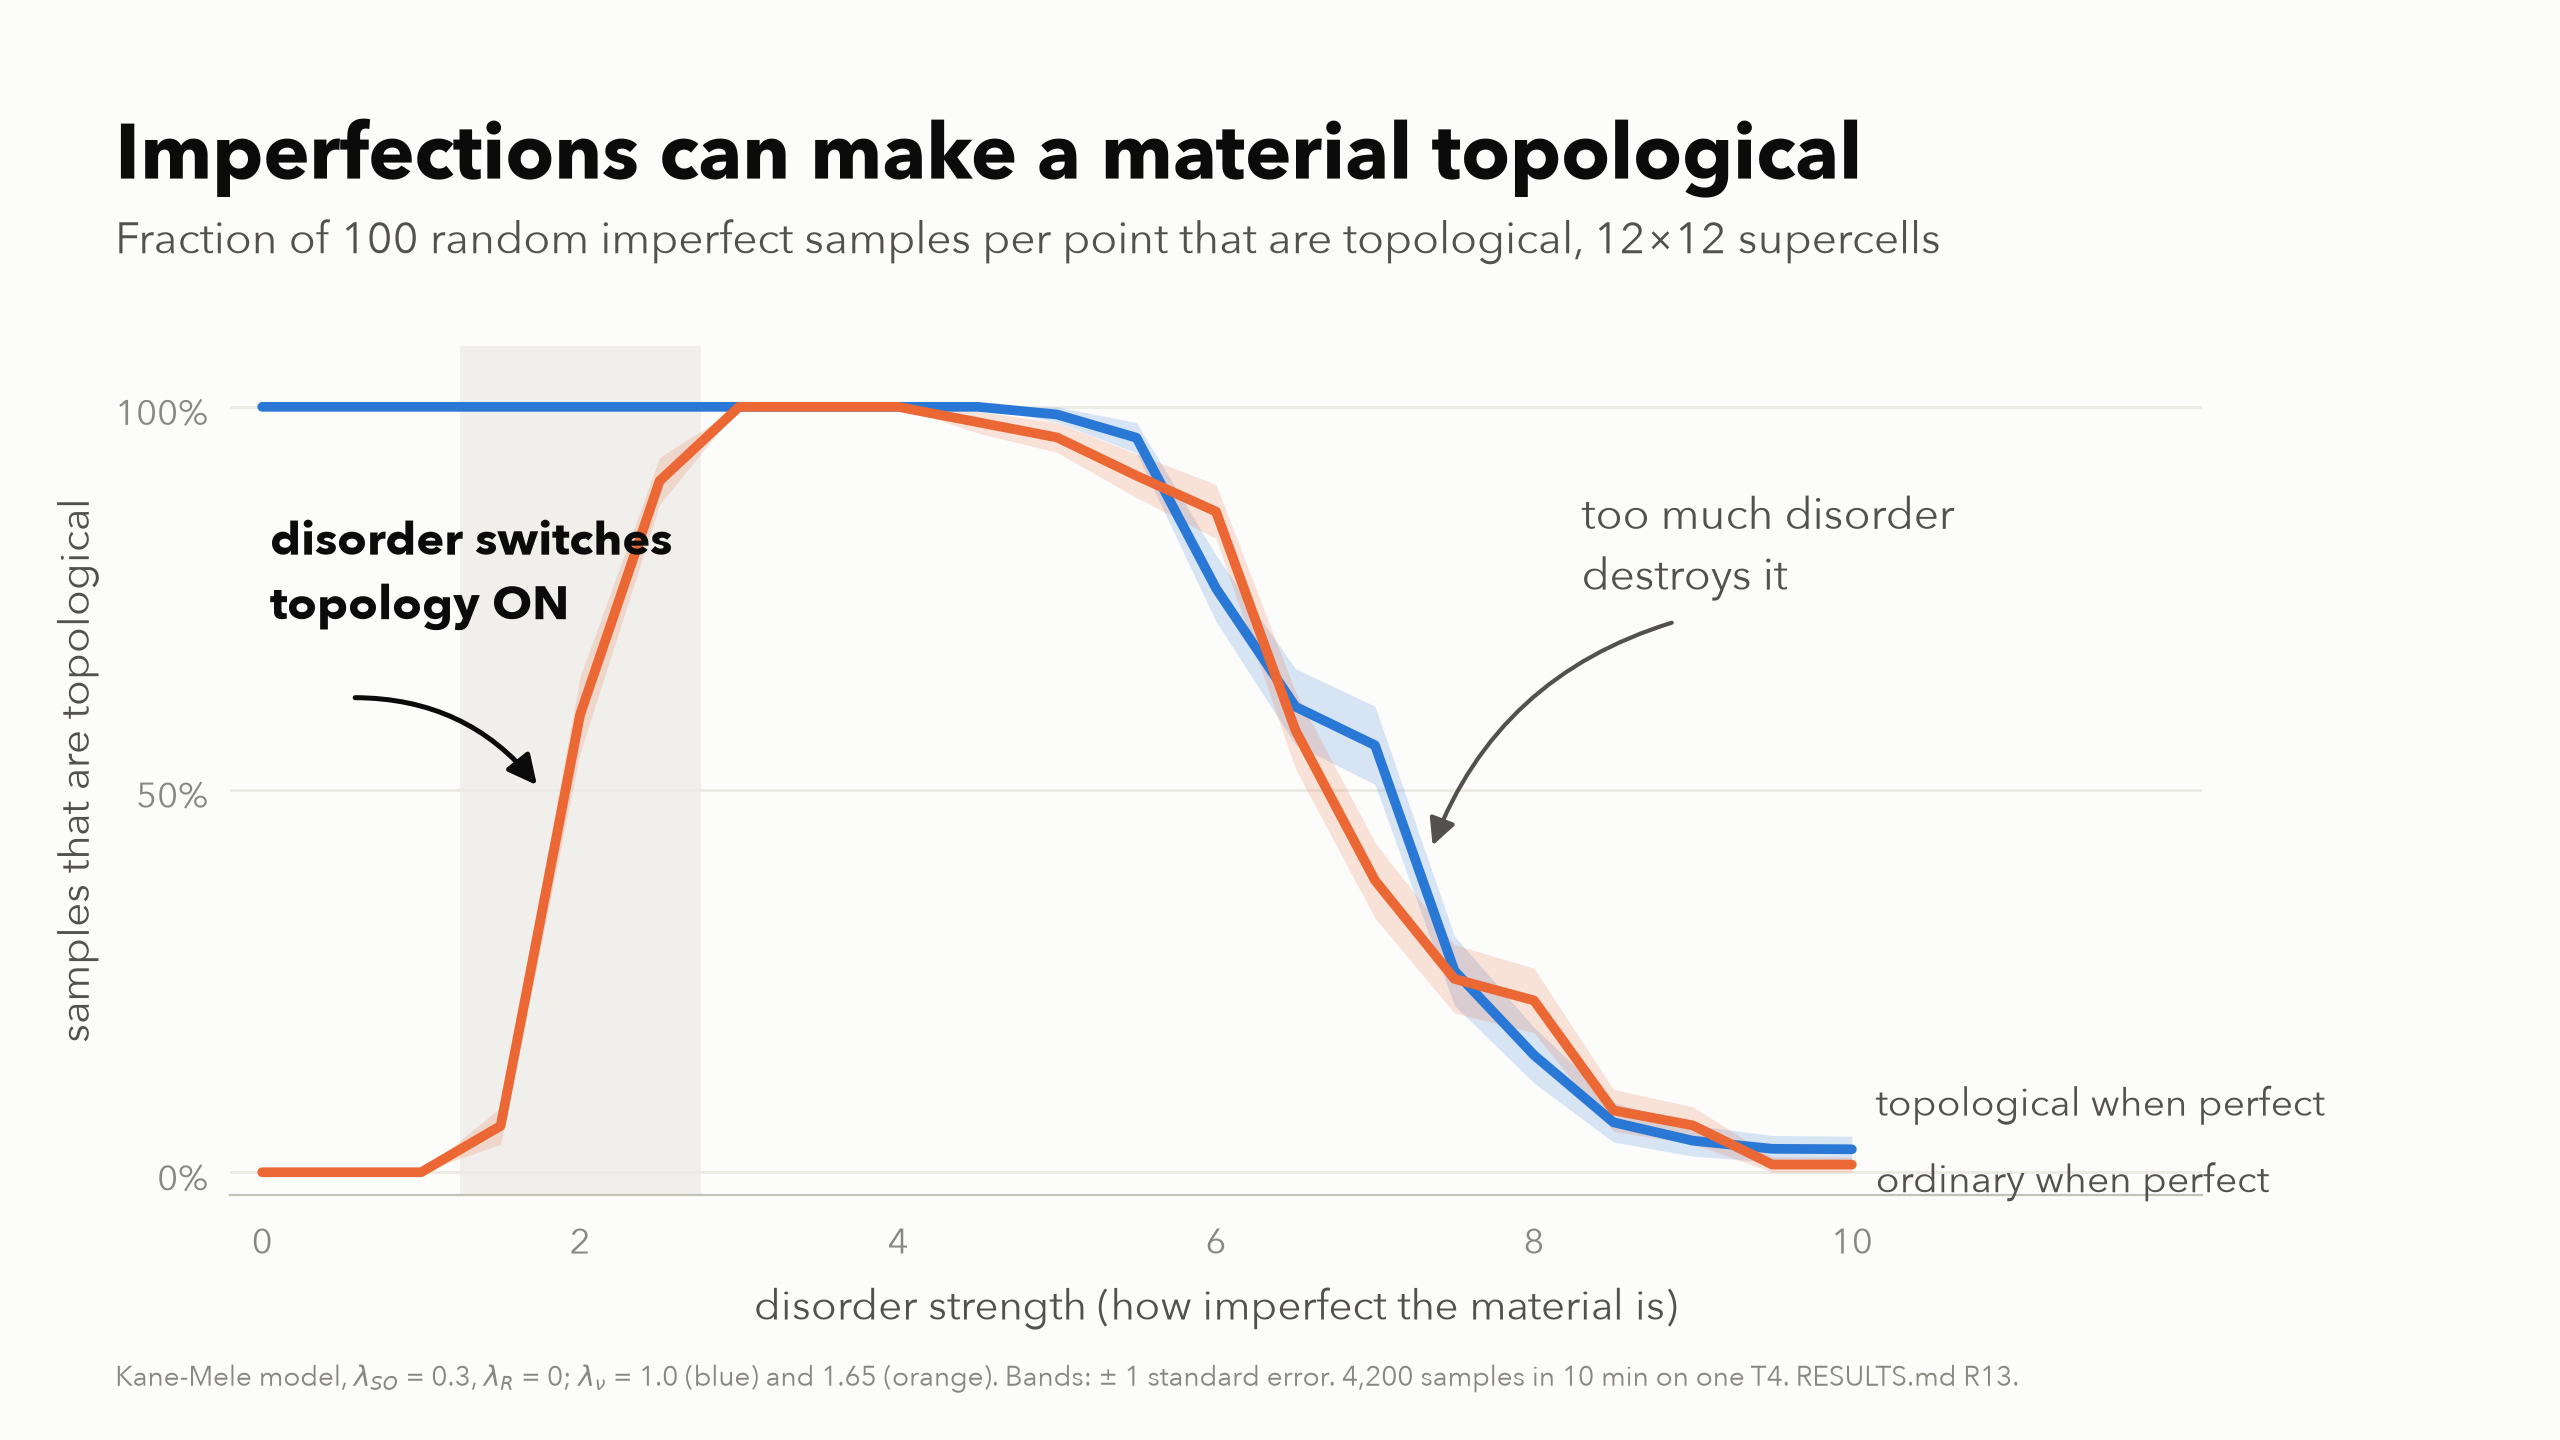 Imperfections can make a material topological
Fraction of 100 random imperfect samples per point that are topological, 12×12 supercells
samples that are topological
100%
50%
0%
disorder switches
topology ON
too much disorder
destroys it
topological when perfect
ordinary when perfect
0 2 4 6 8 10
disorder strength (how imperfect the material is)
Kane-Mele model, λSO = 0.3, λR = 0; λν = 1.0 (blue) and 1.65 (orange). Bands: ± 1 standard error. 4,200 samples in 10 min on one T4. RESULTS.md R13.